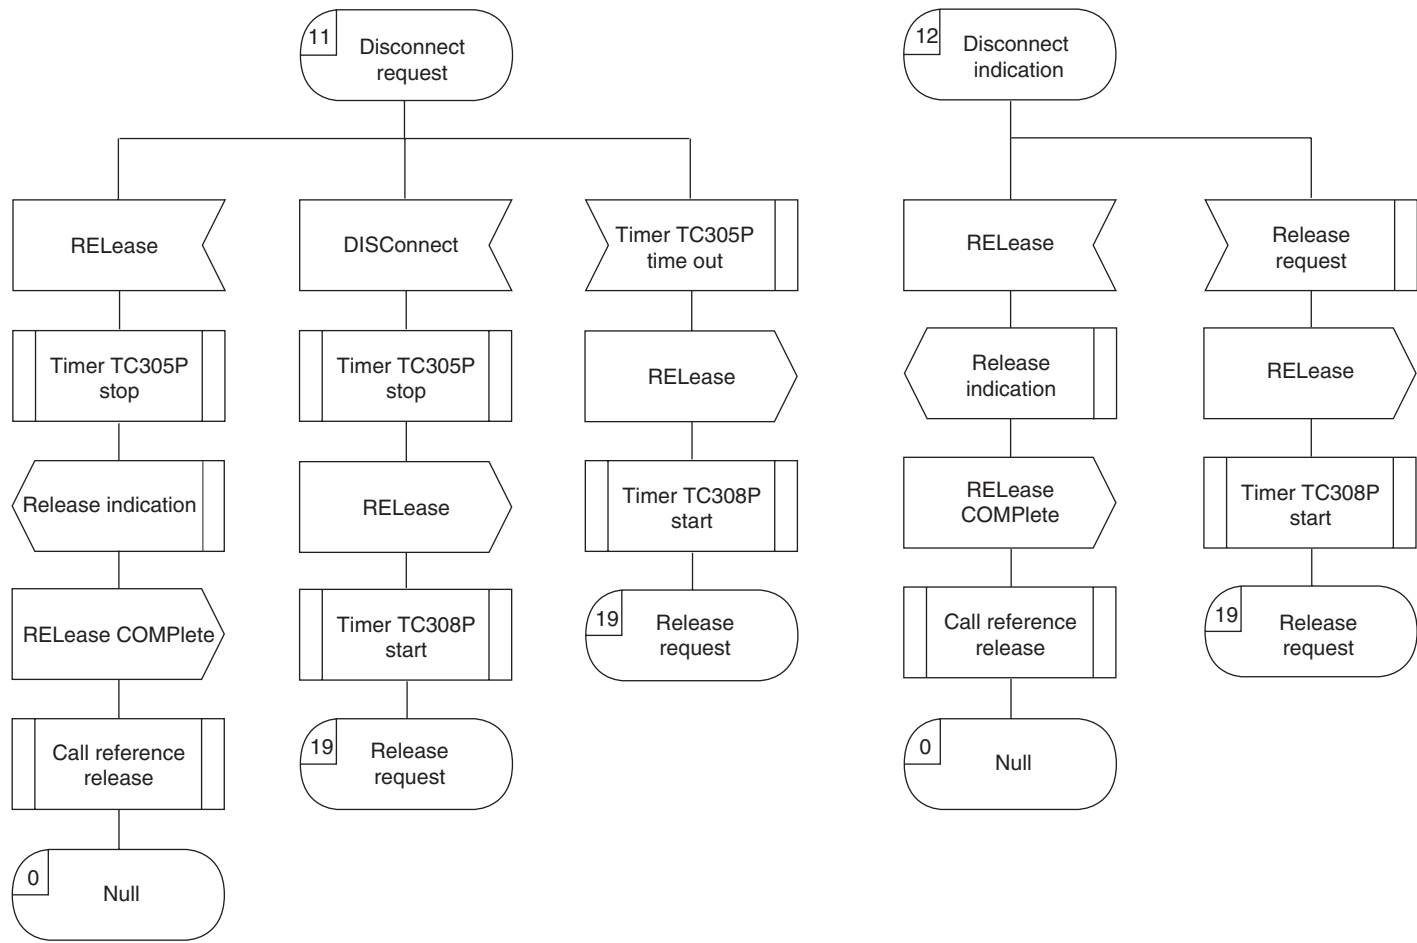 11
Disconnect
request
RELease
Timer TC305P
stop
Release indication
RELease COMPlete
Call reference
release
0
Null
DISConnect
Timer TC305P
stop
RELease
Timer TC308P
start
19
Release
request
Timer TC305P
time out
RELease
Timer TC308P
start
19
Release
request
12
Disconnect
indication
RELease
Release
indication
RELease
COMPlete
Call reference
release
0
Null
Release
request
RELease
Timer TC308P
start
19
Release
request